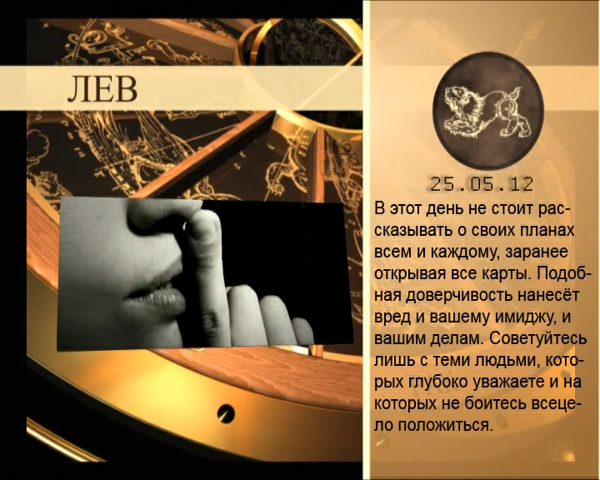 ЛЕВ
25.05.12
В этот день не стоит рас-
сказывать о своих планах
всем и каждому, заранее
открывая все карты. Подоб-
ная доверчивость нанесёт
вред и вашему имиджу, и
вашим делам. Советуйтесь
лишь с теми людьми, кото-
рых глубоко уважаете и на
которых не боитесь всеце-
ло положиться.